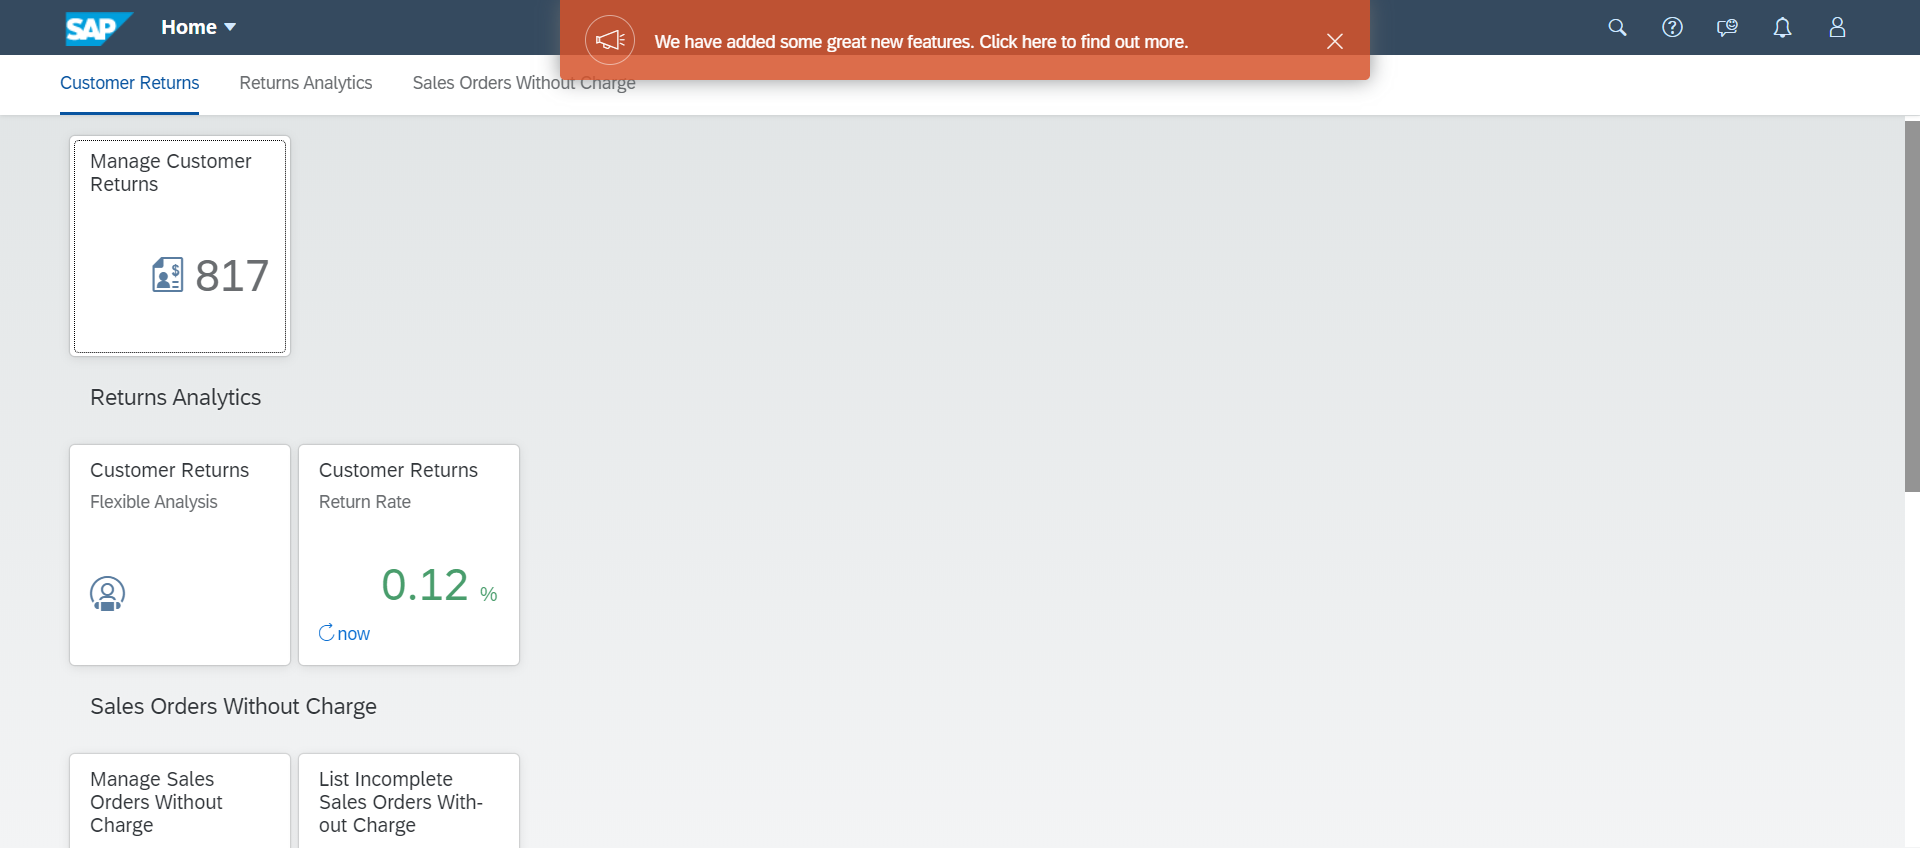 SAP
Home
We have added some great new features. Click here to find out more.
Customer Returns
Returns Analytics
Sales Orders Without Charge
Manage Customer
Returns
817
Returns Analytics
Customer Returns
Flexible Analysis
Customer Returns
Return Rate
0.12 %
now
Sales Orders Without Charge
Manage Sales
Orders Without
Charge
List Incomplete
Sales Orders With-
out Charge